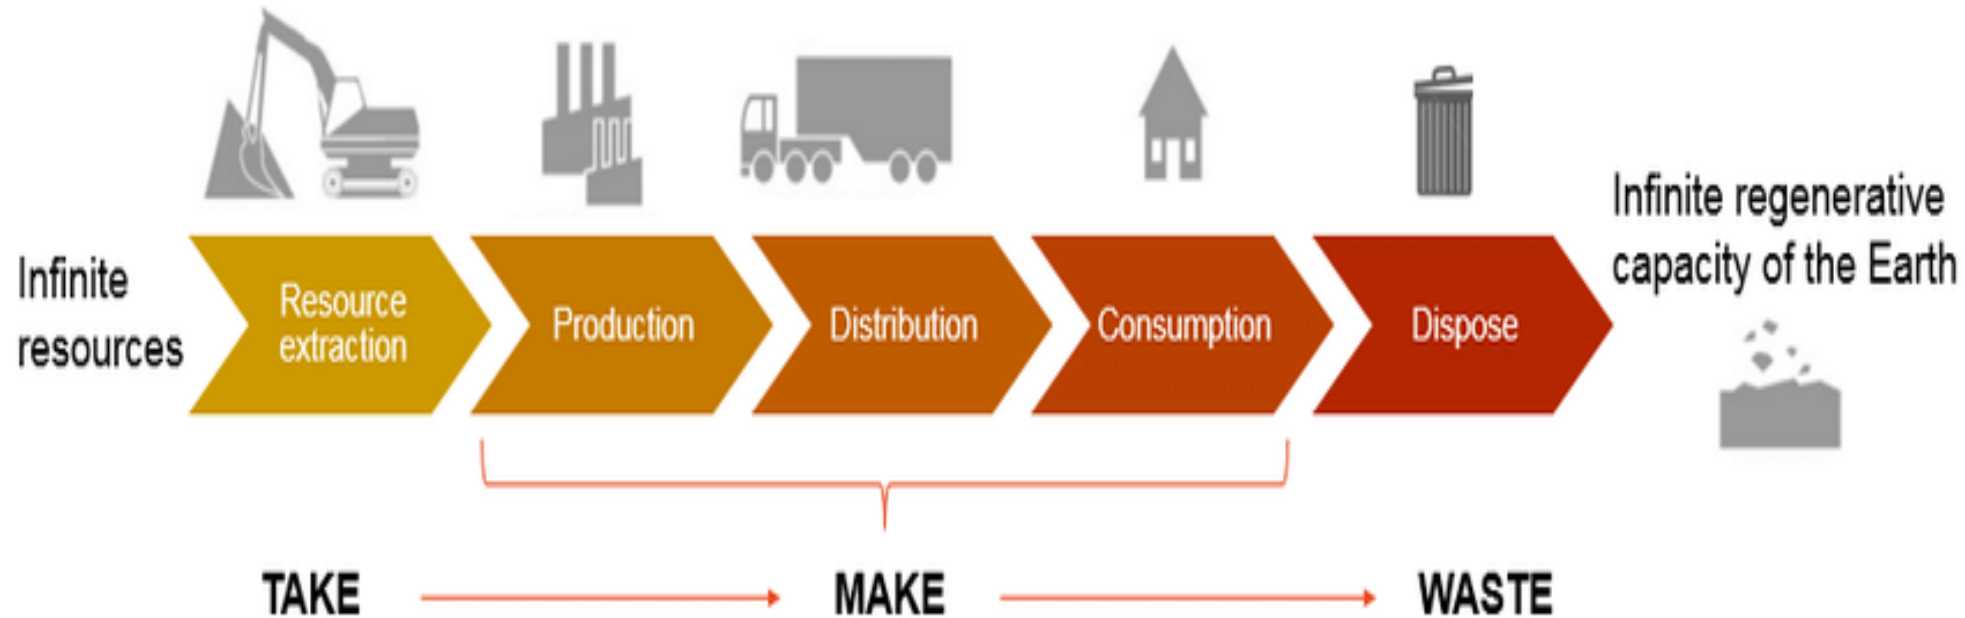 Infinite
resources
Resource
extraction
Production
Distribution
Consumption
Dispose
Infinite regenerative
capacity of the Earth
TAKE
MAKE
WASTE